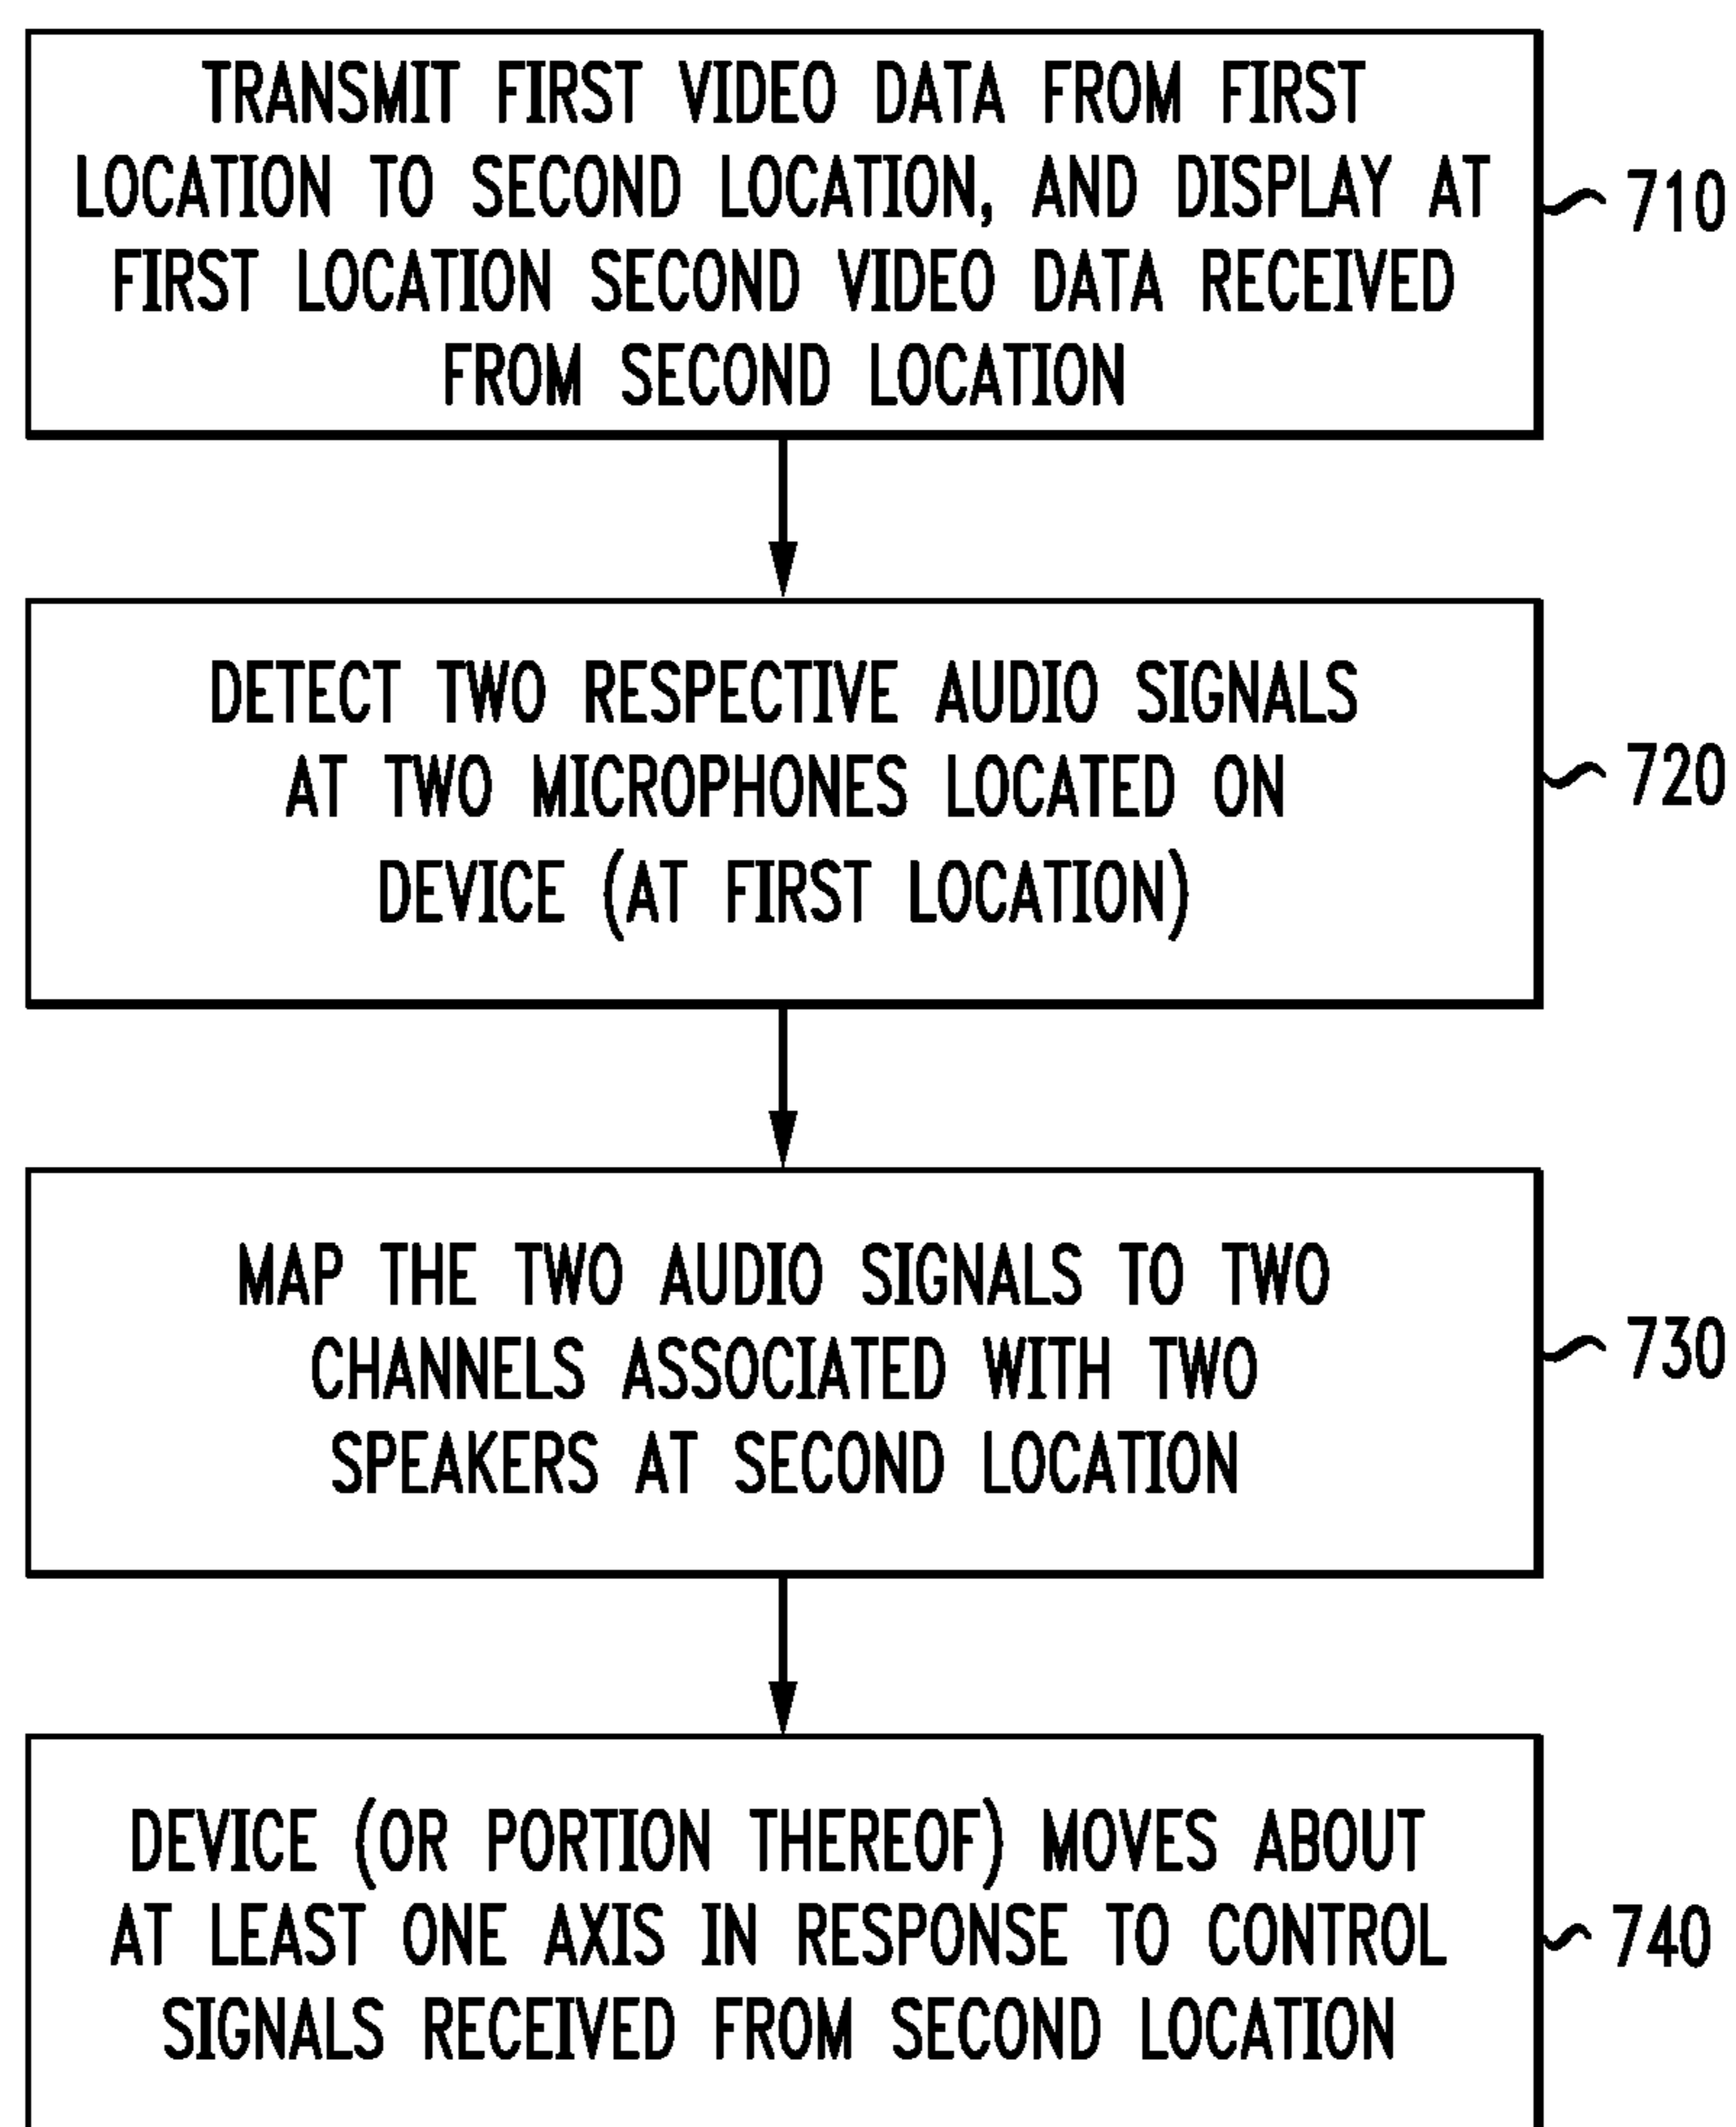 TRANSMIT FIRST VIDEO DATA FROM FIRST
LOCATION TO SECOND LOCATION, AND DISPLAY AT
FIRST LOCATION SECOND VIDEO DATA RECEIVED
FROM SECOND LOCATION
710
DETECT TWO RESPECTIVE AUDIO SIGNALS
AT TWO MICROPHONES LOCATED ON
DEVICE (AT FIRST LOCATION)
720
MAP THE TWO AUDIO SIGNALS TO TWO
CHANNELS ASSOCIATED WITH TWO
SPEAKERS AT SECOND LOCATION
730
DEVICE (OR PORTION THEREOF) MOVES ABOUT
AT LEAST ONE AXIS IN RESPONSE TO CONTROL
SIGNALS RECEIVED FROM SECOND LOCATION
740